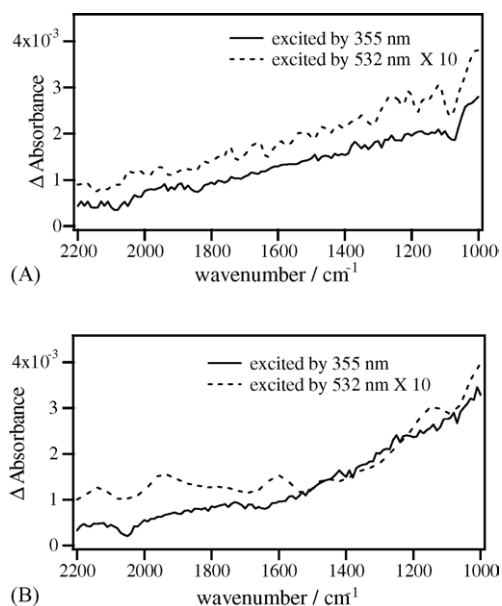 4x10⁻³
excited by 355 nm
excited by 532 nm X 10
3
Δ Absorbance
2
1
0
2200 2000 1800 1600 1400 1200 1000
(A)
wavenumber / cm⁻¹
4x10⁻³
excited by 355 nm
excited by 532 nm X 10
3
Δ Absorbance
2
1
0
2200 2000 1800 1600 1400 1200 1000
(B)
wavenumber / cm⁻¹